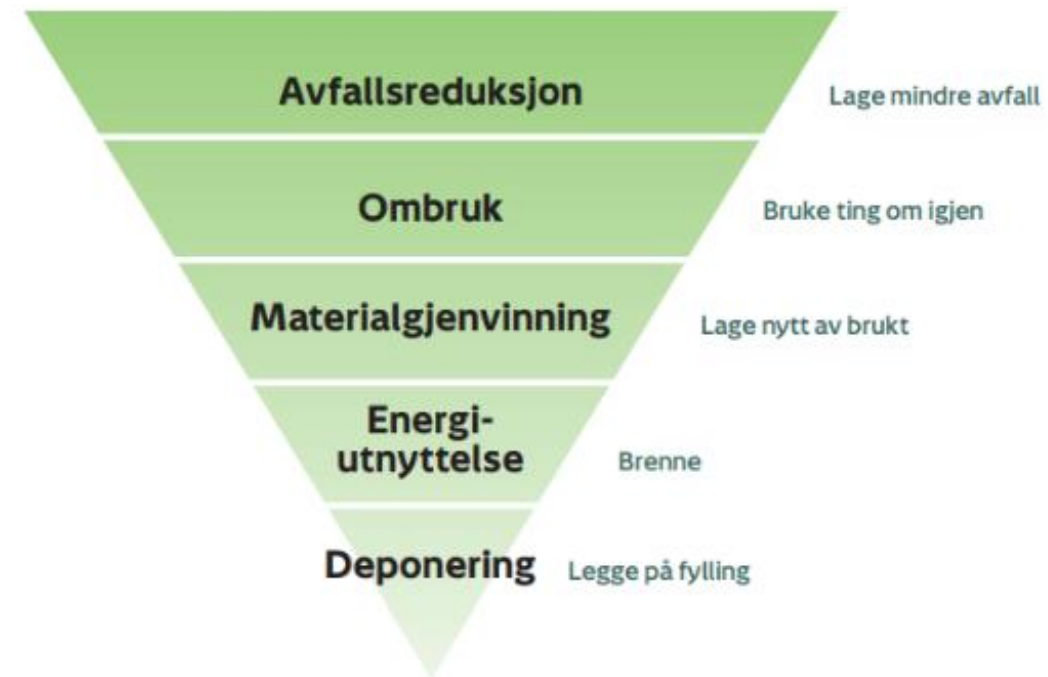 Avfallsreduksjon
Lage mindre avfall
Ombruk
Bruke ting om igjen
Materialgjenvinning
Lage nytt av brukt
Energi-
utnyttelse
Brenne
Deponering
Legge på fylling